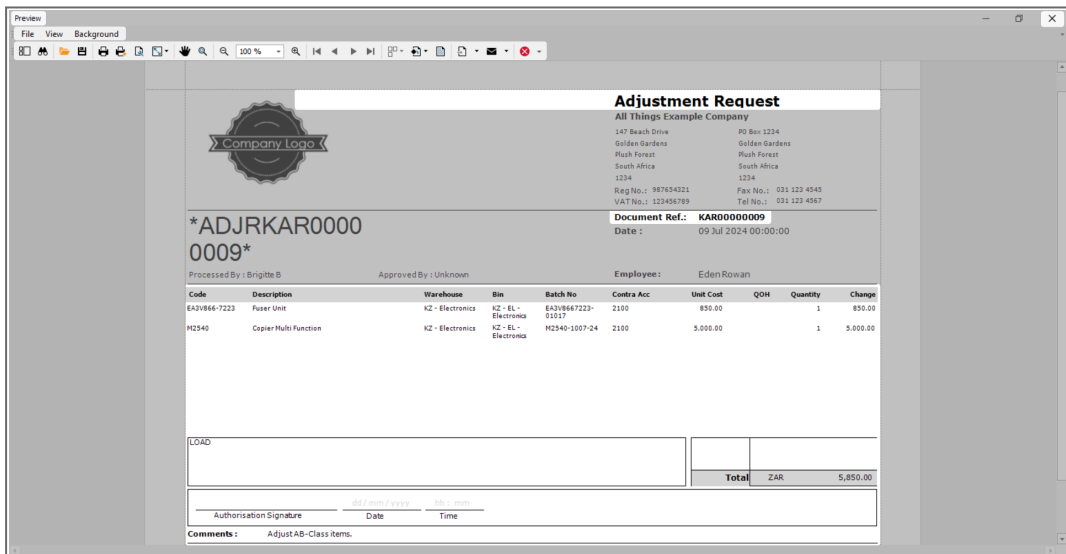 Preview
File View Background
100 %
Adjustment Request
All Things Example Company
Company Logo
147 Beach Drive PO Box 1234
Golden Gardens Golden Gardens
Plush Forest Plush Forest
South Africa South Africa
1234 1234
Reg No.: 987654321 Fax No.: 031 123 4545
VAT No.: 123456789 Tel No.: 031 123 4567
*ADJRKAR0000
0009*
Document Ref.: KAR00000009
Date : 09 Jul 2024 00:00:00
Processed By : Brigitte B Approved By : Unknown Employee : Eden Rowan
Code Description Warehouse Bin Batch No Contra Acc Unit Cost QOH Quantity Change
EA3V866-7223 Fuser Unit KZ - Electronics KZ - EL - EA3V8667223- 2100 850.00 1 850.00
Electronics 01017
M2540 Copier Multi Function KZ - Electronics KZ - EL - M2540-1007-24 2100 5,000.00 1 5,000.00
Electronics
LOAD
Total ZAR 5,850.00
dd / mm / yyyy hh : mm
Authorisation Signature Date Time
Comments : Adjust AB-Class items.